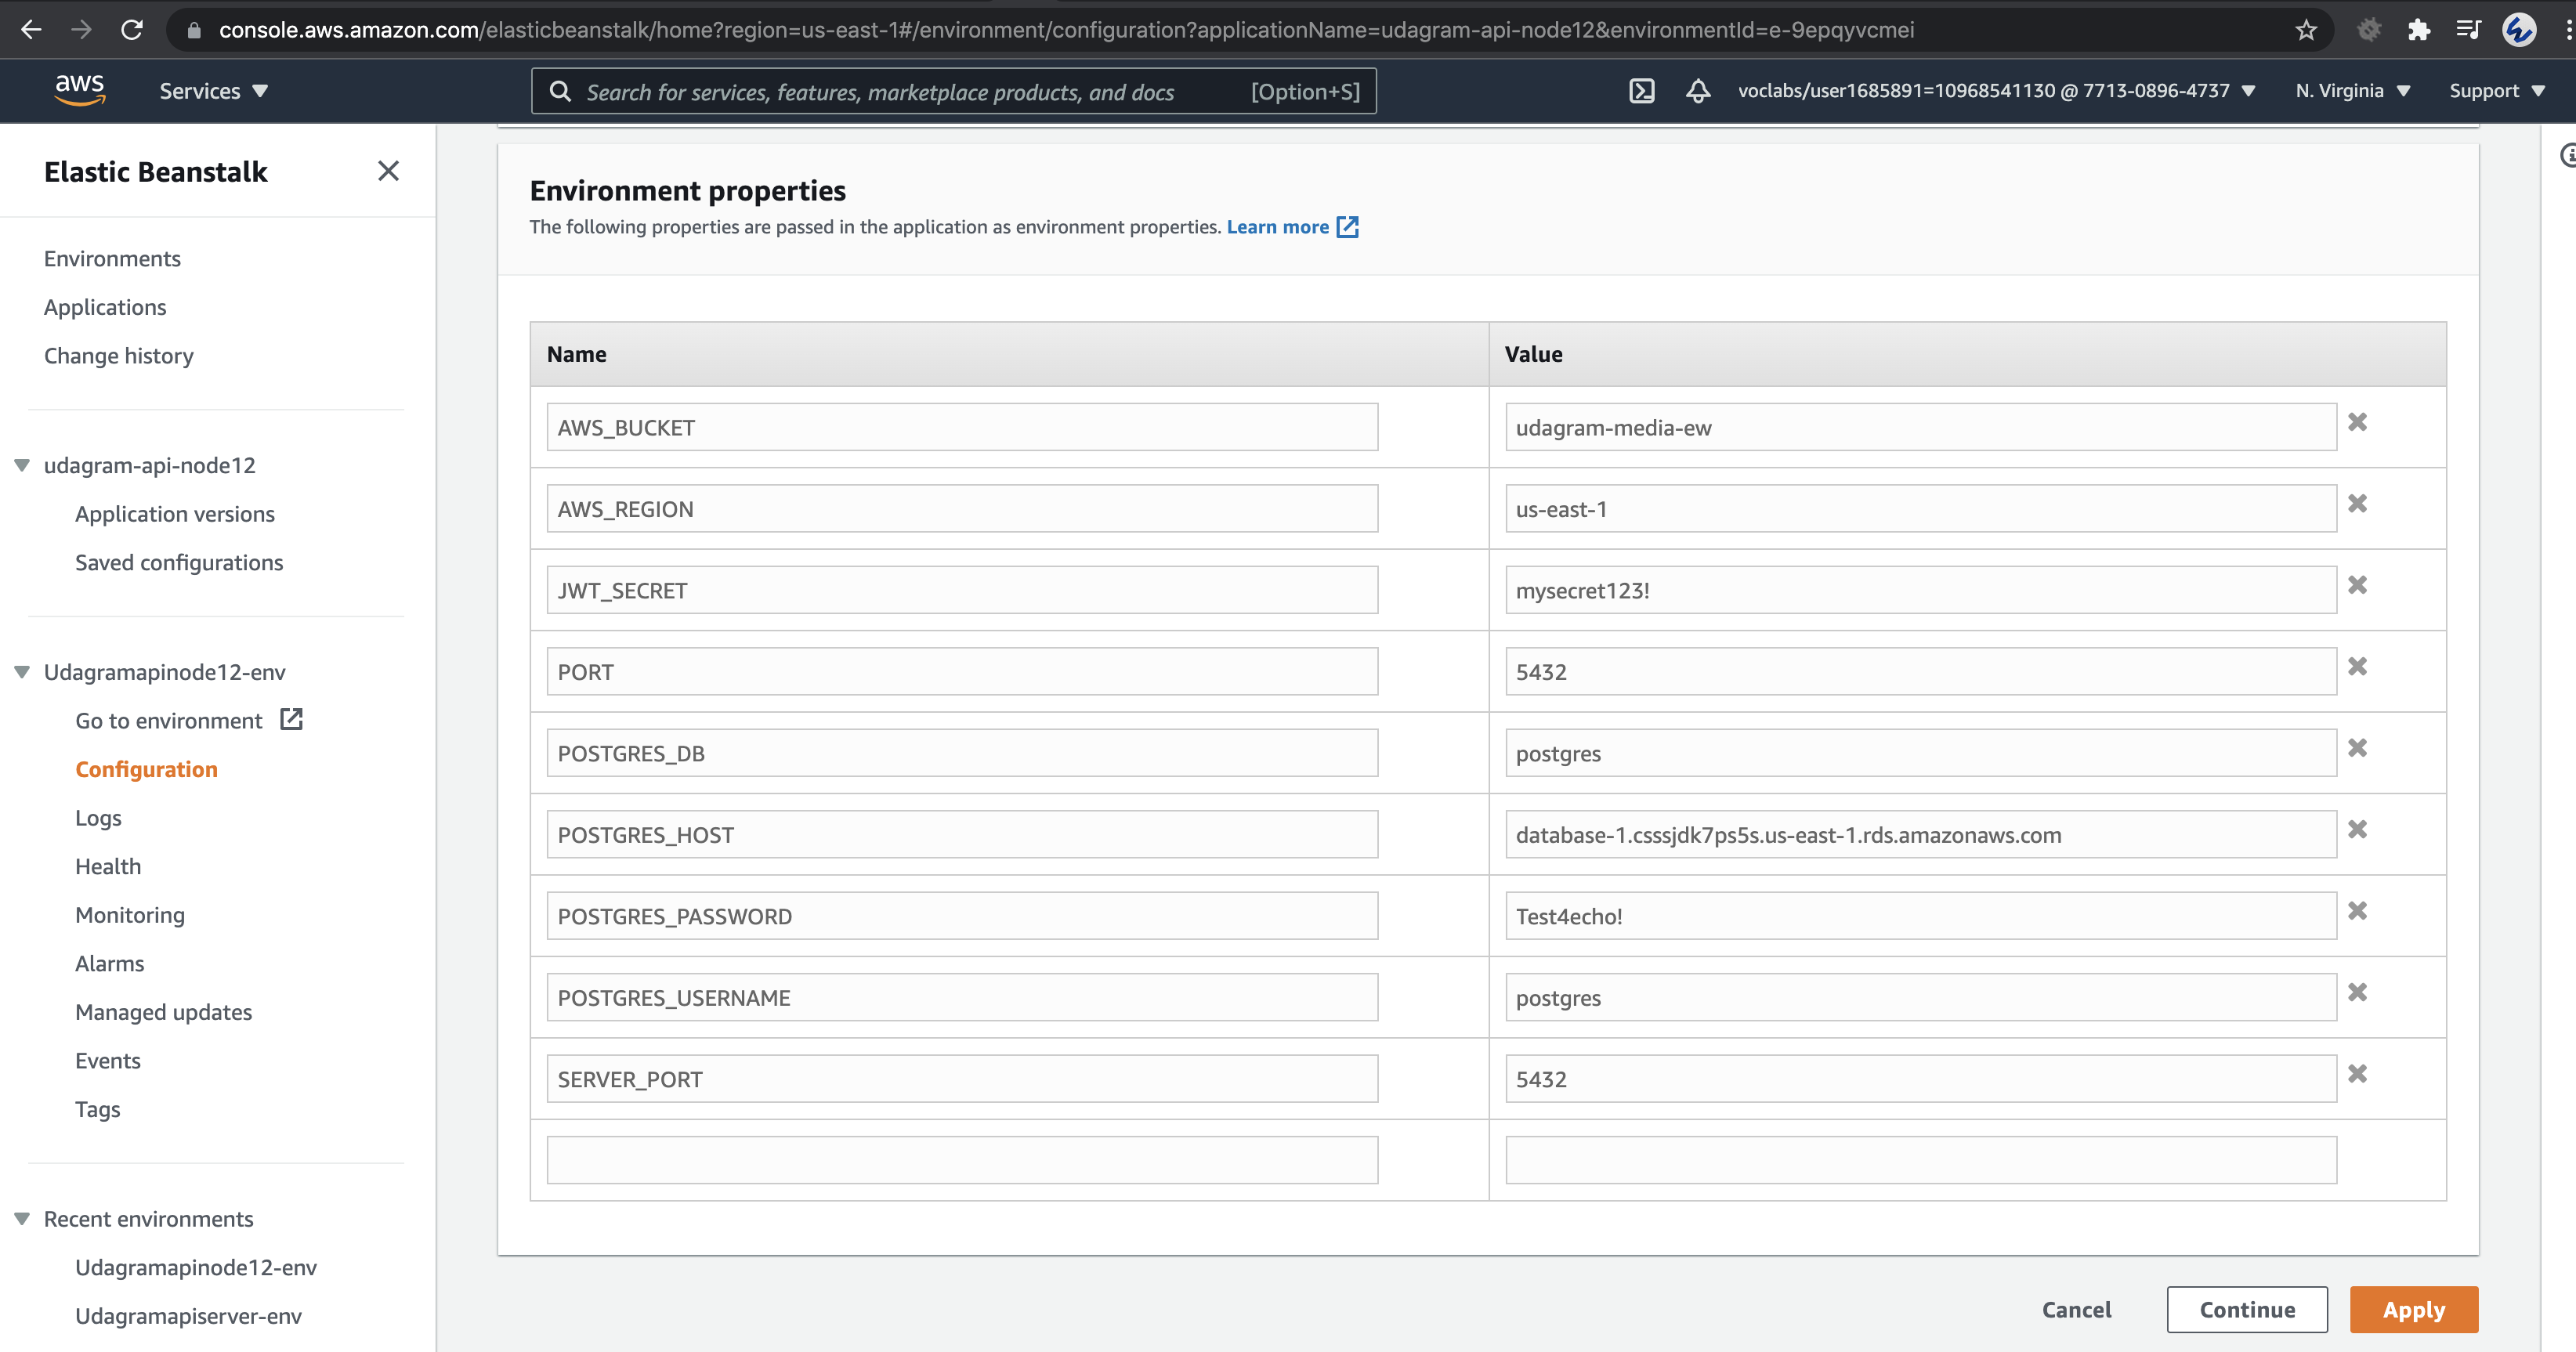 console.aws.amazon.com/elasticbeanstalk/home?region=us-east-1#/environment/configuration?applicationName=udagram-api-node12&environmentId=e-9epqyvcmei
aws
Services
Search for services, features, marketplace products, and docs [Option+S]
voclabs/user1685891=10968541130 @ 7713-0896-4737
N. Virginia
Support
Elastic Beanstalk
Environments
Applications
Change history
udagram-api-node12
Application versions
Saved configurations
Udagramapinode12-env
Go to environment
Configuration
Logs
Health
Monitoring
Alarms
Managed updates
Events
Tags
Recent environments
Udagramapinode12-env
Udagramapiserver-env
Environment properties
The following properties are passed in the application as environment properties. Learn more
Name Value
AWS_BUCKET udagram-media-ew
AWS_REGION us-east-1
JWT_SECRET mysecret123!
PORT 5432
POSTGRES_DB postgres
POSTGRES_HOST database-1.csssjdk7ps5s.us-east-1.rds.amazonaws.com
POSTGRES_PASSWORD Test4echo!
POSTGRES_USERNAME postgres
SERVER_PORT 5432
Cancel Continue Apply